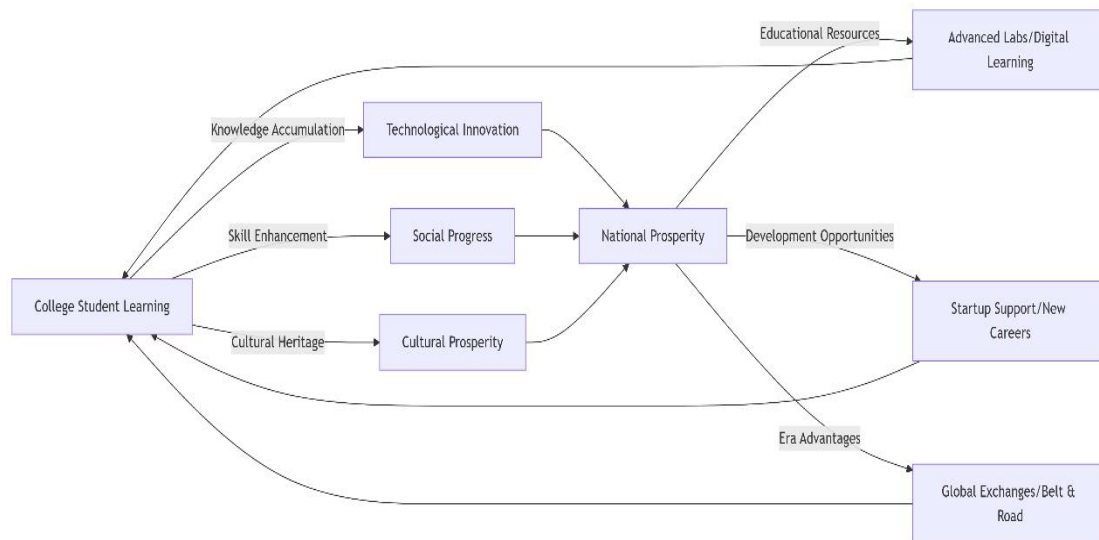 Educational Resources
Advanced Labs/Digital
Learning
Knowledge Accumulation
Technological Innovation
Skill Enhancement
Social Progress
National Prosperity
Development Opportunities
College Student Learning
Startup Support/New
Careers
Cultural Heritage
Cultural Prosperity
Era Advantages
Global Exchanges/Belt &
Road